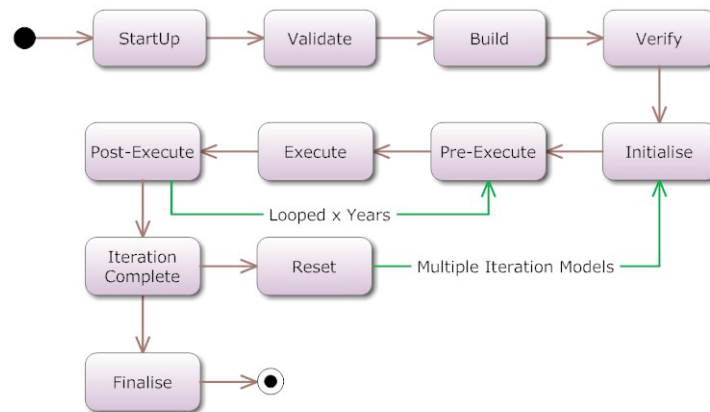 StartUp
Validate
Build
Verify
Post-Execute
Execute
Pre-Execute
Initialise
Looped x Years
Iteration
Complete
Reset
Multiple Iteration Models
Finalise